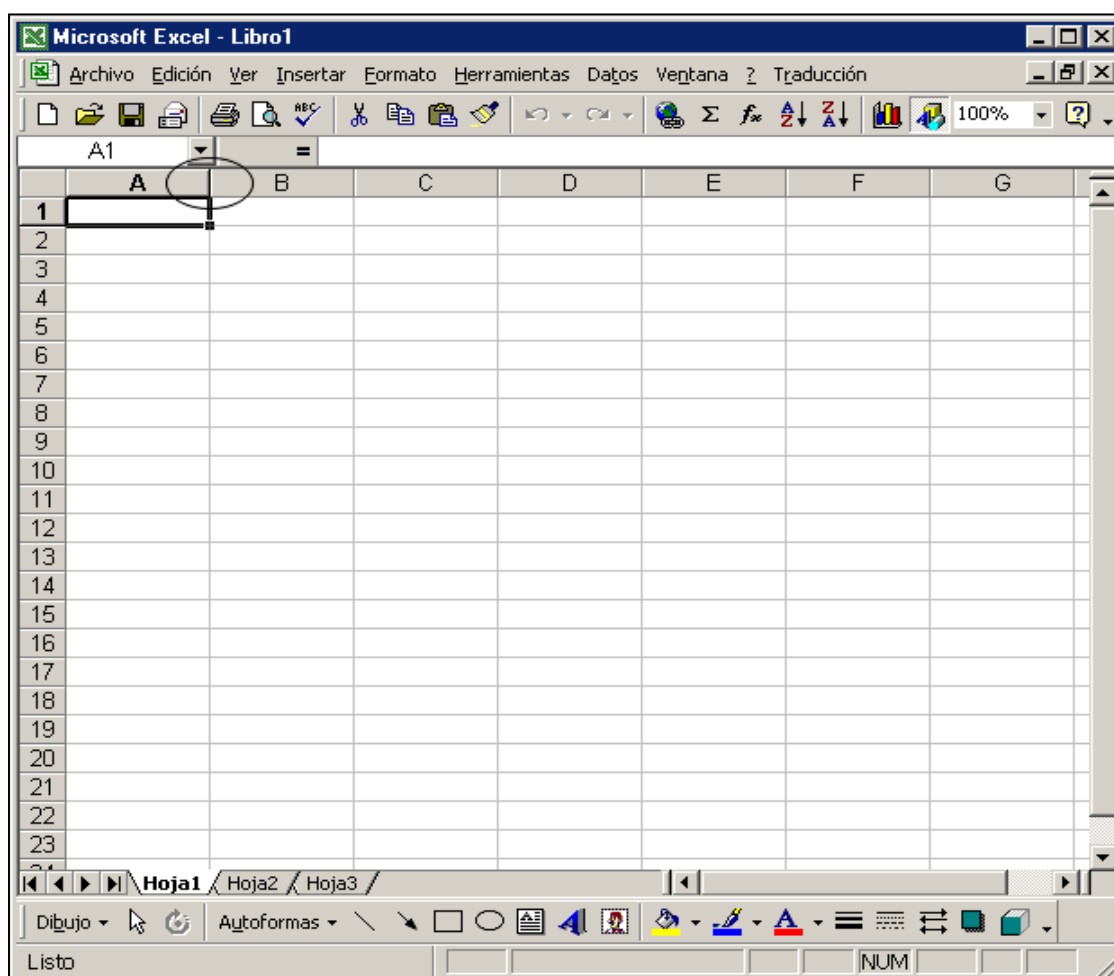 Microsoft Excel - Libro1
Archivo Edición Ver Insertar Formato Herramientas Datos Ventana ? Traducción
ABC Σ fx A Z Z A 100% ?
A1 =
A B C D E F G
1
2
3
4
5
6
7
8
9
10
11
12
13
14
15
16
17
18
19
20
21
22
23
Hoja1 Hoja2 Hoja3
Dibujo Autoformas A A
Listo NUM